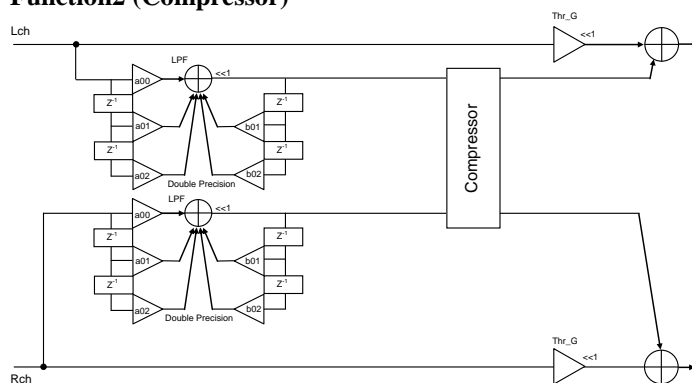 Function2 (Compressor)
Lch
Thr_G
<<1
LPF
a00
<<1
Z-1
Z-1
a01
b01
Z-1
Z-1
a02
b02
Double Precision
Compressor
LPF
a00
<<1
Z-1
Z-1
a01
b01
Z-1
Z-1
a02
b02
Double Precision
Thr_G
<<1
Rch